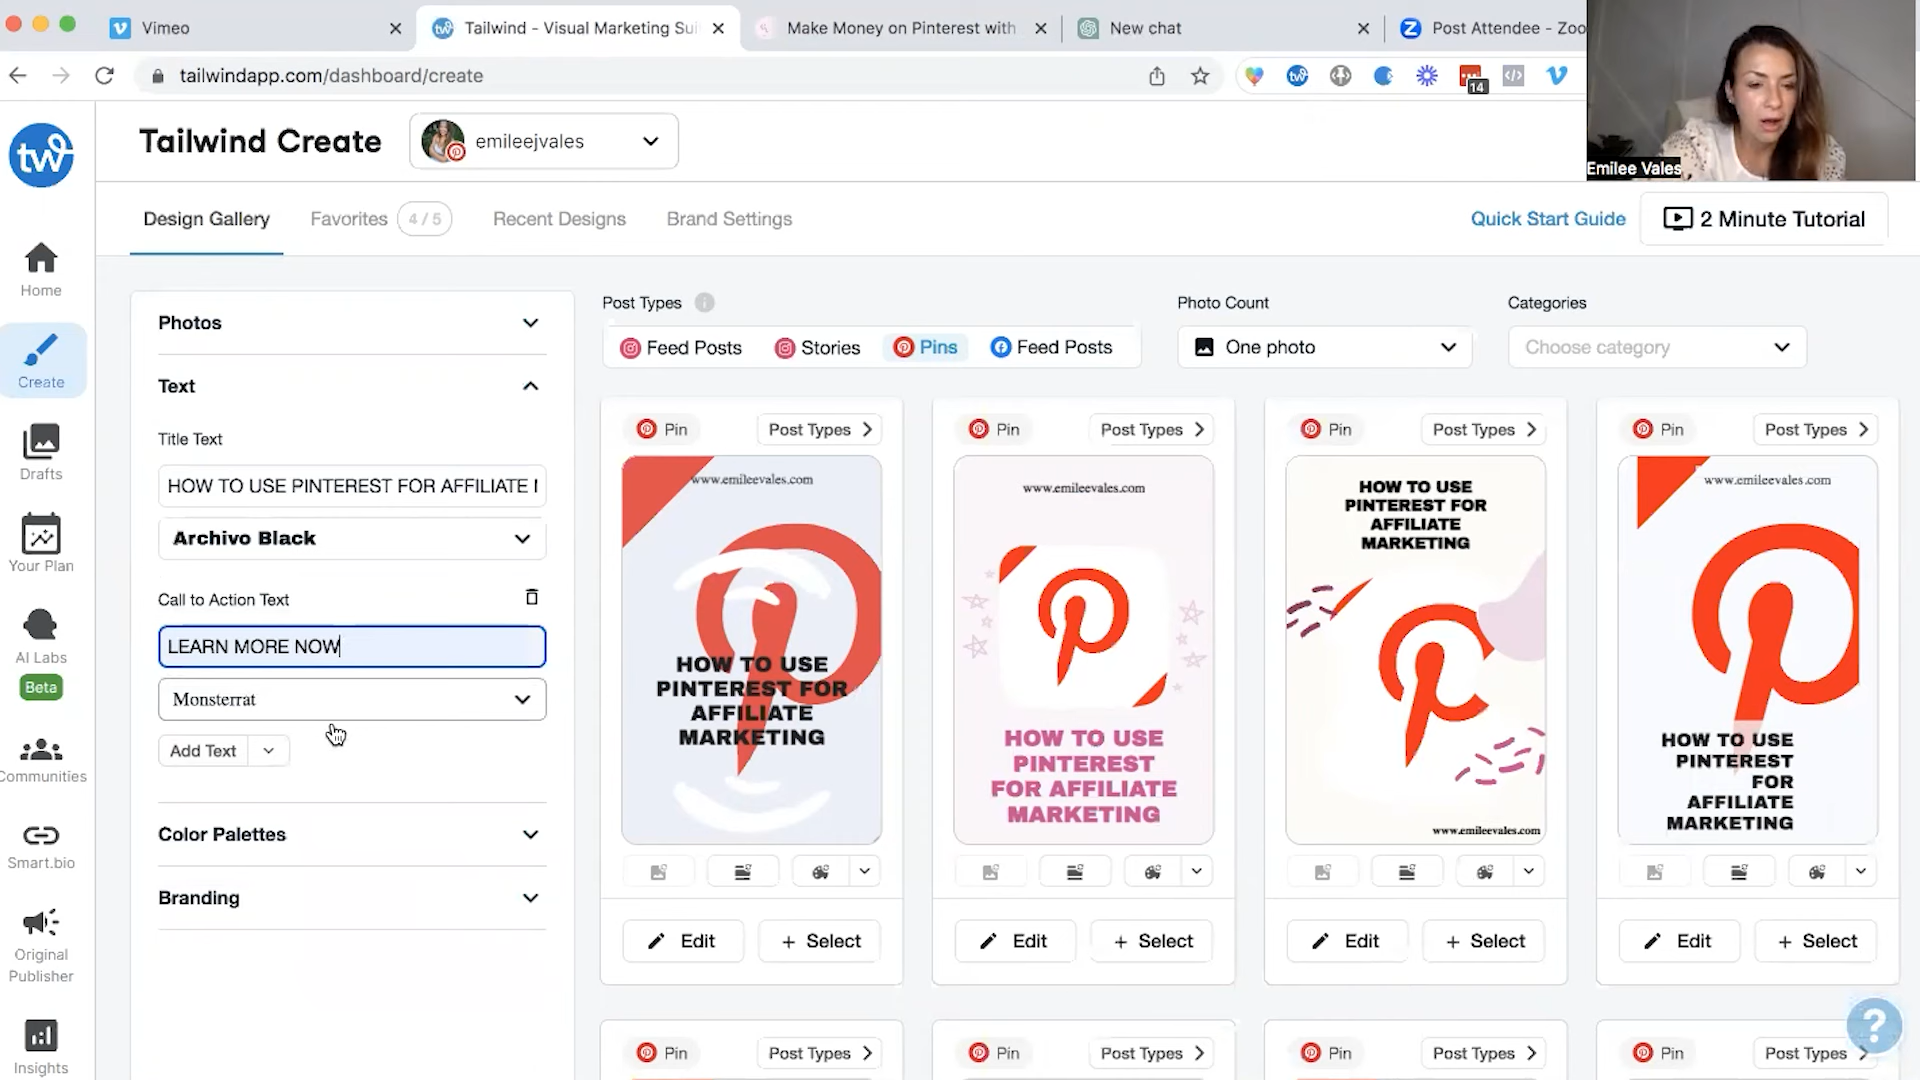 Vimeo
Tailwind - Visual Marketing Sui
Make Money on Pinterest with
New chat
Post Attendee - Zoo
tailwindapp.com/dashboard/create
14
Emilee Vales
tw
Tailwind Create
emileejvales
Design Gallery
Favorites 4 / 5
Recent Designs
Brand Settings
Quick Start Guide
2 Minute Tutorial
Home
Create
Drafts
Your Plan
AI Labs
Beta
Communities
Smart.bio
Original
Publisher
Insights
Photos
Text
Title Text
HOW TO USE PINTEREST FOR AFFILIATE
Archivo Black
Call to Action Text
LEARN MORE NOW
Monsterrat
Add Text
Color Palettes
Branding
Post Types
Photo Count
Categories
Feed Posts
Stories
Pins
Feed Posts
One photo
Choose category
Pin
Post Types
www.emileevales.com
HOW TO USE
PINTEREST FOR
AFFILIATE
MARKETING
Edit
+ Select
Pin
Post Types
www.emileevales.com
HOW TO USE
PINTEREST
FOR AFFILIATE
MARKETING
Edit
+ Select
Pin
Post Types
HOW TO USE
PINTEREST FOR
AFFILIATE
MARKETING
www.emileevales.com
Edit
+ Select
Pin
Post Types
www.emileevales.com
HOW TO USE
PINTEREST
FOR
AFFILIATE
MARKETING
Edit
+ Select
Pin
Post Types
Pin
Post Types
Pin
Post Types
Pin
Post Types
?